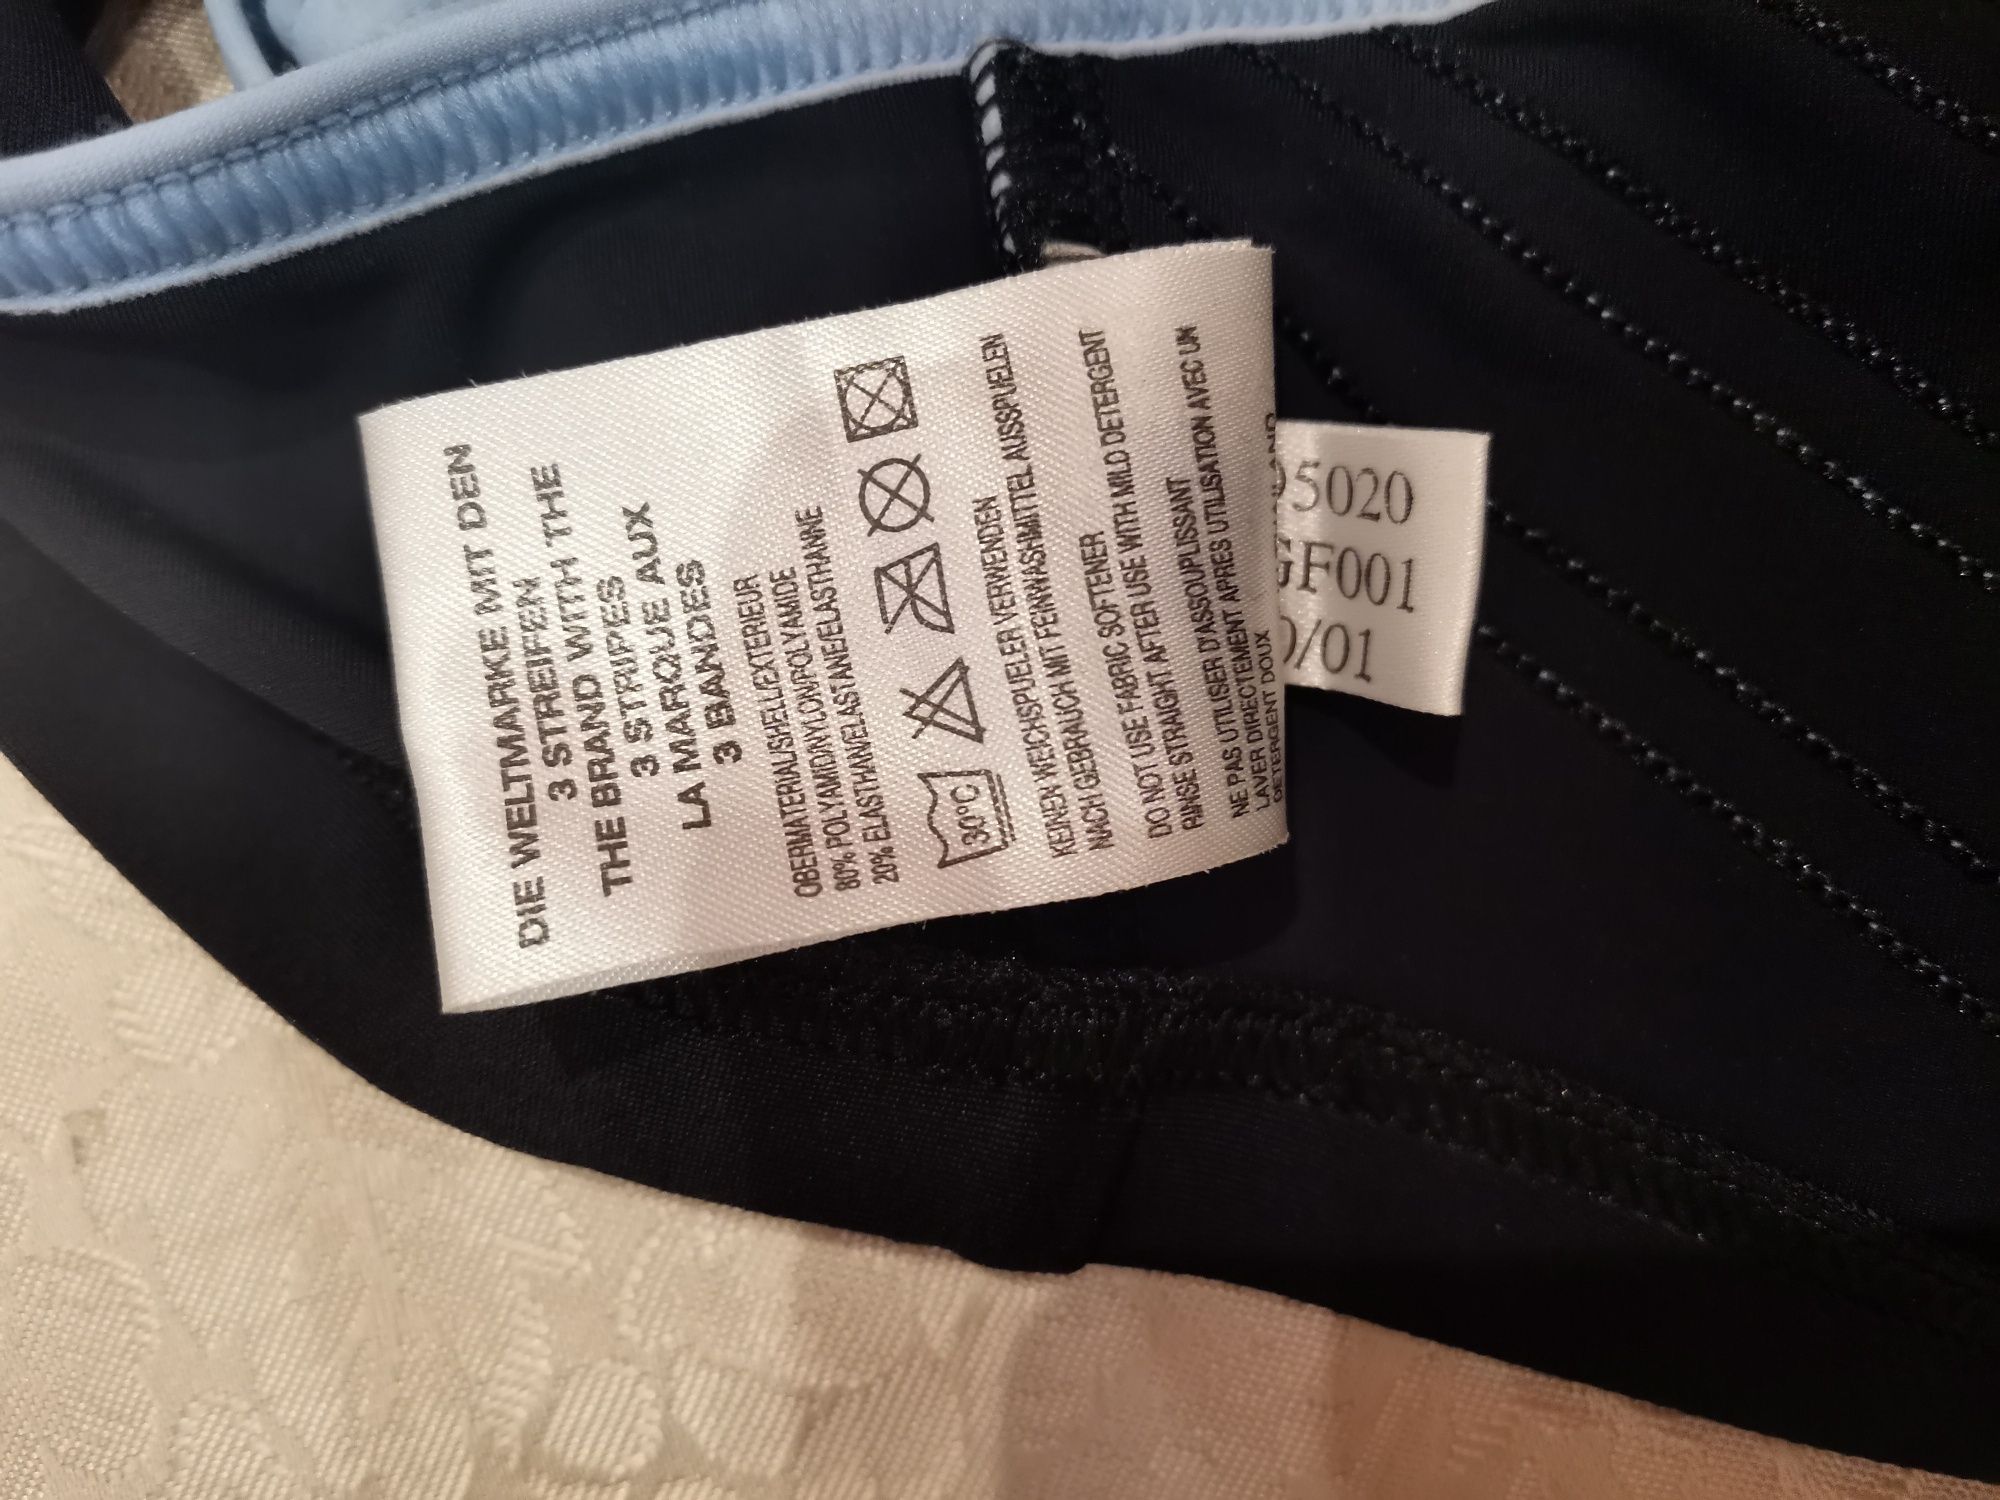 DIE WELTMARKE MIT DEN
3 STREIFEN
THE BRAND WITH THE
3 STRIPES
LA MARQUE AUX
3 BANDES
OBERMATERIAL/SHELL/EXTERIEUR
80% POLYAMID/NYLON/POLYAMIDE
20% ELASTHAN/ELASTANE/ELASTHANNE
30°C
KEINEN WEICHSPUELER VERWENDEN
NACH GEBRAUCH MIT FEINWASHMITTEL AUSSPUELEN
DO NOT USE FABRIC SOFTENER
RINSE STRAIGHT AFTER USE WITH MILD DETERGENT
NE PAS UTILISER D'ASSOUPLISSANT
LAVER DIRECTEMENT APRES UTILISATION AVEC UN
DETERGENT DOUX
5020
GF001
/01